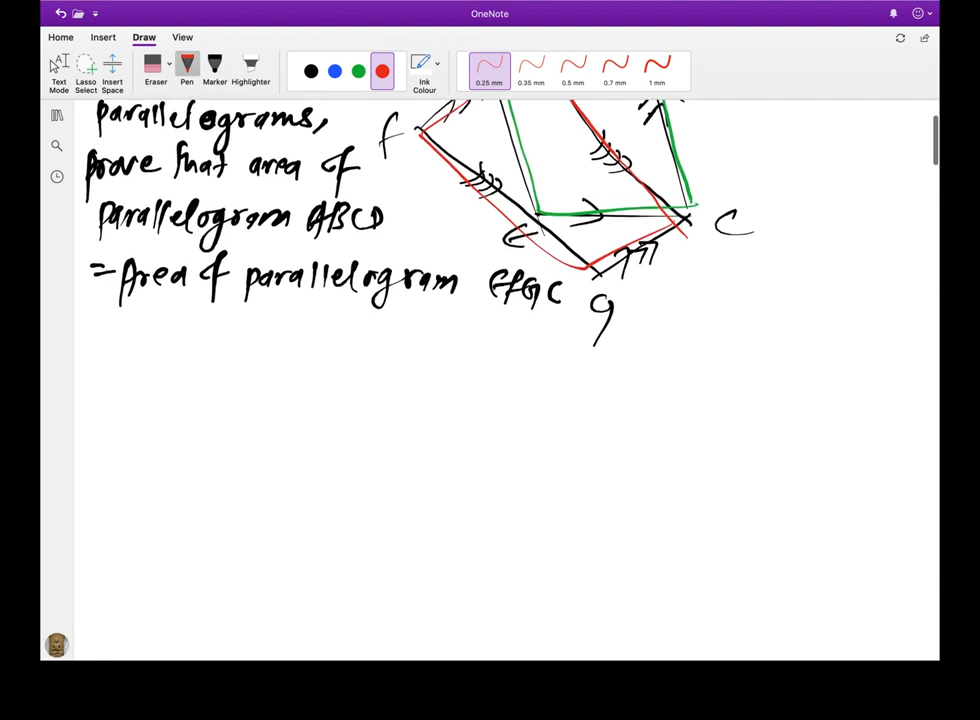 OneNote
Home Insert Draw View
Text Mode
Lasso Select
Insert Space
Eraser
Pen
Marker
Highlighter
Ink Colour
0.25 mm
0.35 mm
0.5 mm
0.7 mm
1 mm
parallelograms,
prove that area of
parallelogram ABCD
= Area of parallelogram EFGC
F
C
G